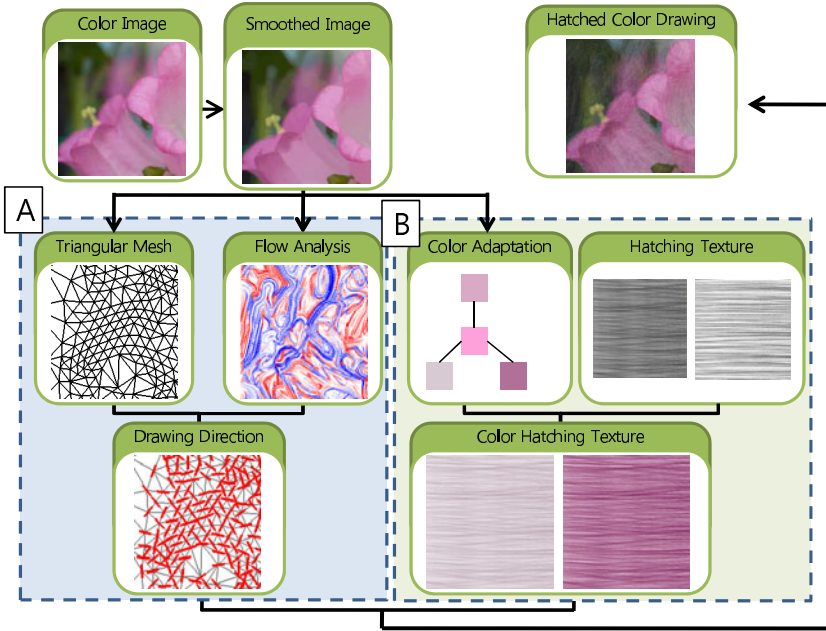 Color Image
Smoothed Image
Hatched Color Drawing
A
Triangular Mesh
Flow Analysis
Drawing Direction
B
Color Adaptation
Hatching Texture
Color Hatching Texture